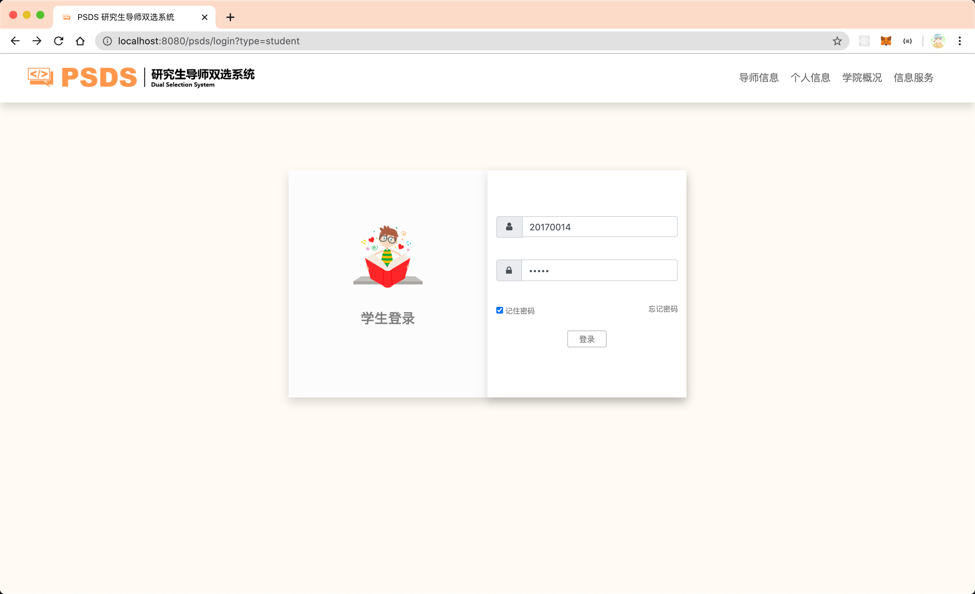 PSDS 研究生导师双选系统
localhost:8080/psds/login?type=student
PSDS
研究生导师双选系统
Dual Selection System
导师信息 个人信息 学院概况 信息服务
20170014
•••••
学生登录
记住密码 忘记密码
登录